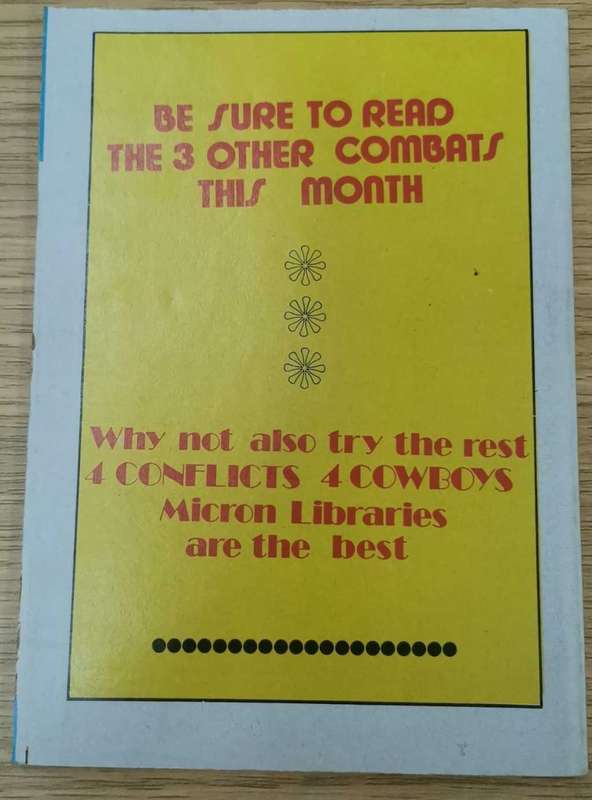 BE SURE TO READ
THE 3 OTHER COMBATS
THIS MONTH
Why not also try the rest
4 CONFLICTS 4 COWBOYS
Micron Libraries
are the best